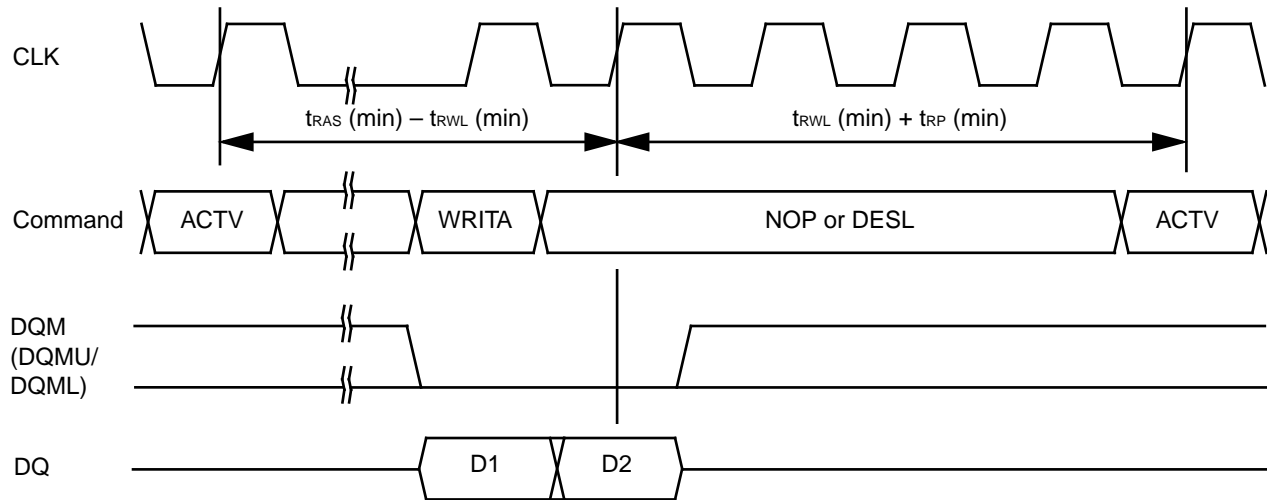 CLK
tRAS (min) – tRWL (min)
tRWL (min) + tRP (min)
Command
ACTV
WRITA
NOP or DESL
ACTV
DQM
(DQMU/
DQML)
DQ
D1
D2